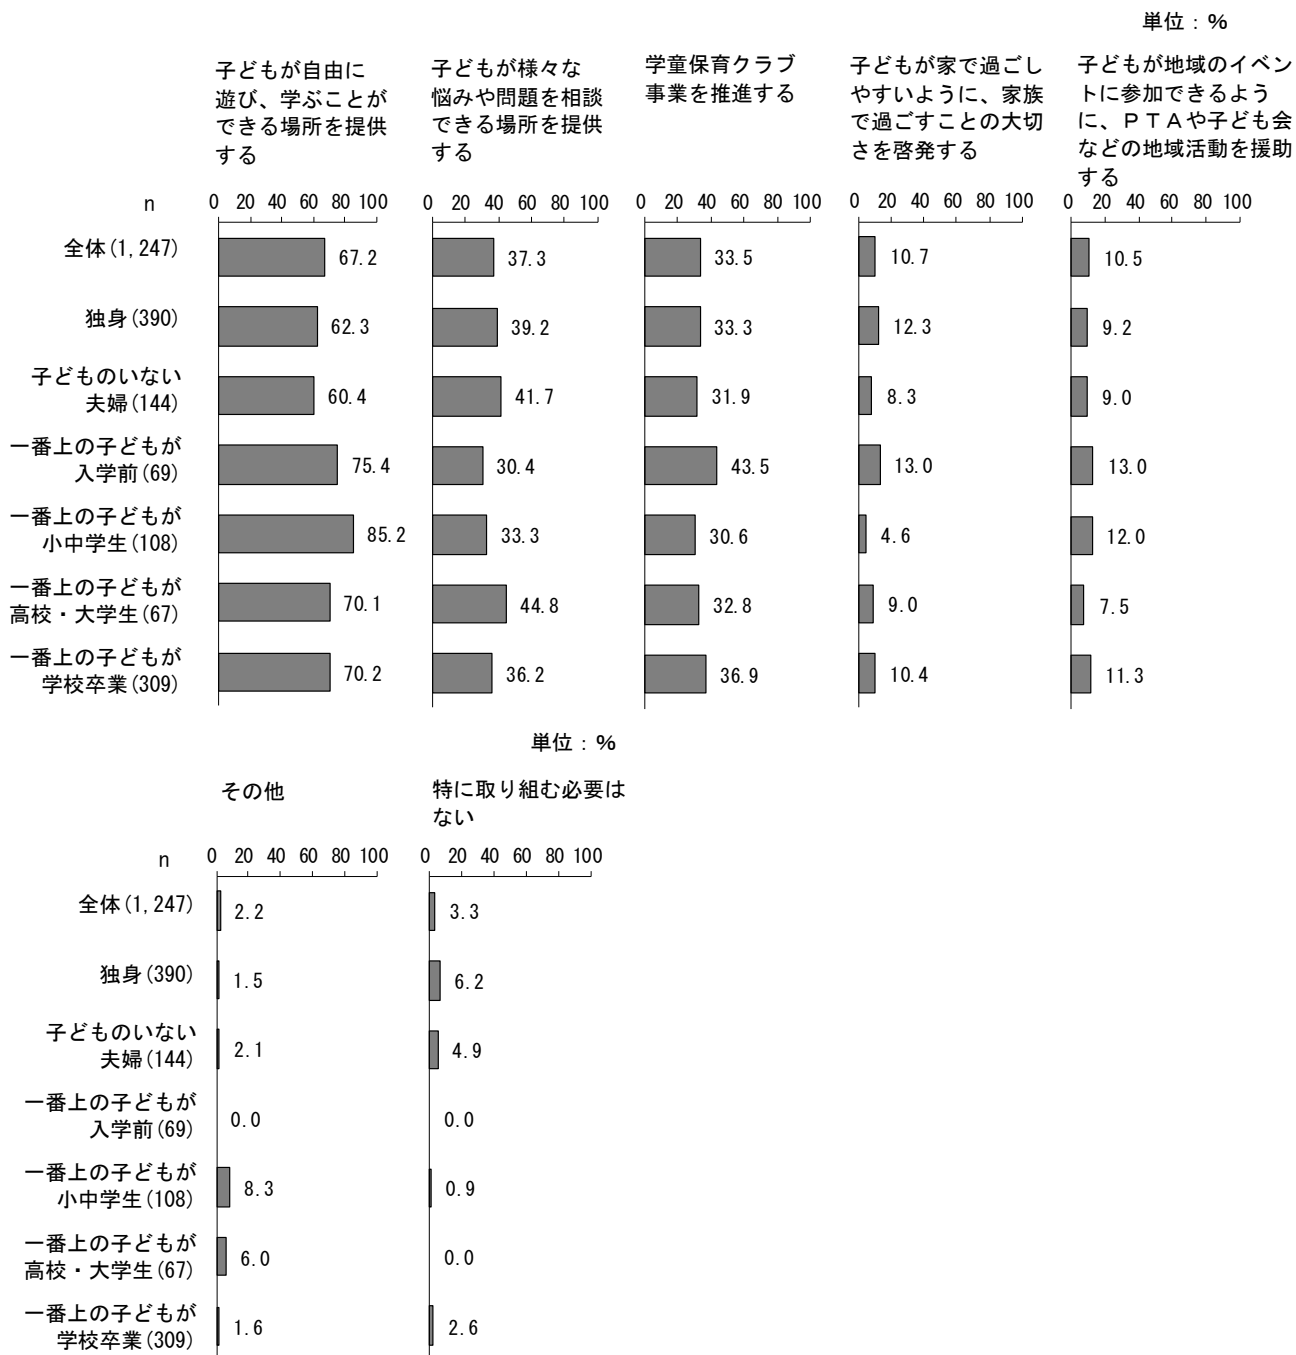 単位：％
子どもが自由に
遊び、学ぶことが
できる場所を提供
する
子どもが様々な
悩みや問題を相談
できる場所を提供
する
学童保育クラブ
事業を推進する
子どもが家で過ごし
やすいように、家族
で過ごすことの大切
さを啓発する
子どもが地域のイベン
トに参加できるよう
に、ＰＴＡや子ども会
などの地域活動を援助
する
n
0 20 40 60 80 100
0 20 40 60 80 100
0 20 40 60 80 100
0 20 40 60 80 100
0 20 40 60 80 100
全体(1,247) 67.2 37.3 33.5 10.7 10.5
独身(390) 62.3 39.2 33.3 12.3 9.2
子どものいない
夫婦(144) 60.4 41.7 31.9 8.3 9.0
一番上の子どもが
入学前(69) 75.4 30.4 43.5 13.0 13.0
一番上の子どもが
小中学生(108) 85.2 33.3 30.6 4.6 12.0
一番上の子どもが
高校・大学生(67) 70.1 44.8 32.8 9.0 7.5
一番上の子どもが
学校卒業(309) 70.2 36.2 36.9 10.4 11.3
単位：％
その他
特に取り組む必要は
ない
n
0 20 40 60 80 100
0 20 40 60 80 100
全体(1,247) 2.2 3.3
独身(390) 1.5 6.2
子どものいない
夫婦(144) 2.1 4.9
一番上の子どもが
入学前(69) 0.0 0.0
一番上の子どもが
小中学生(108) 8.3 0.9
一番上の子どもが
高校・大学生(67) 6.0 0.0
一番上の子どもが
学校卒業(309) 1.6 2.6